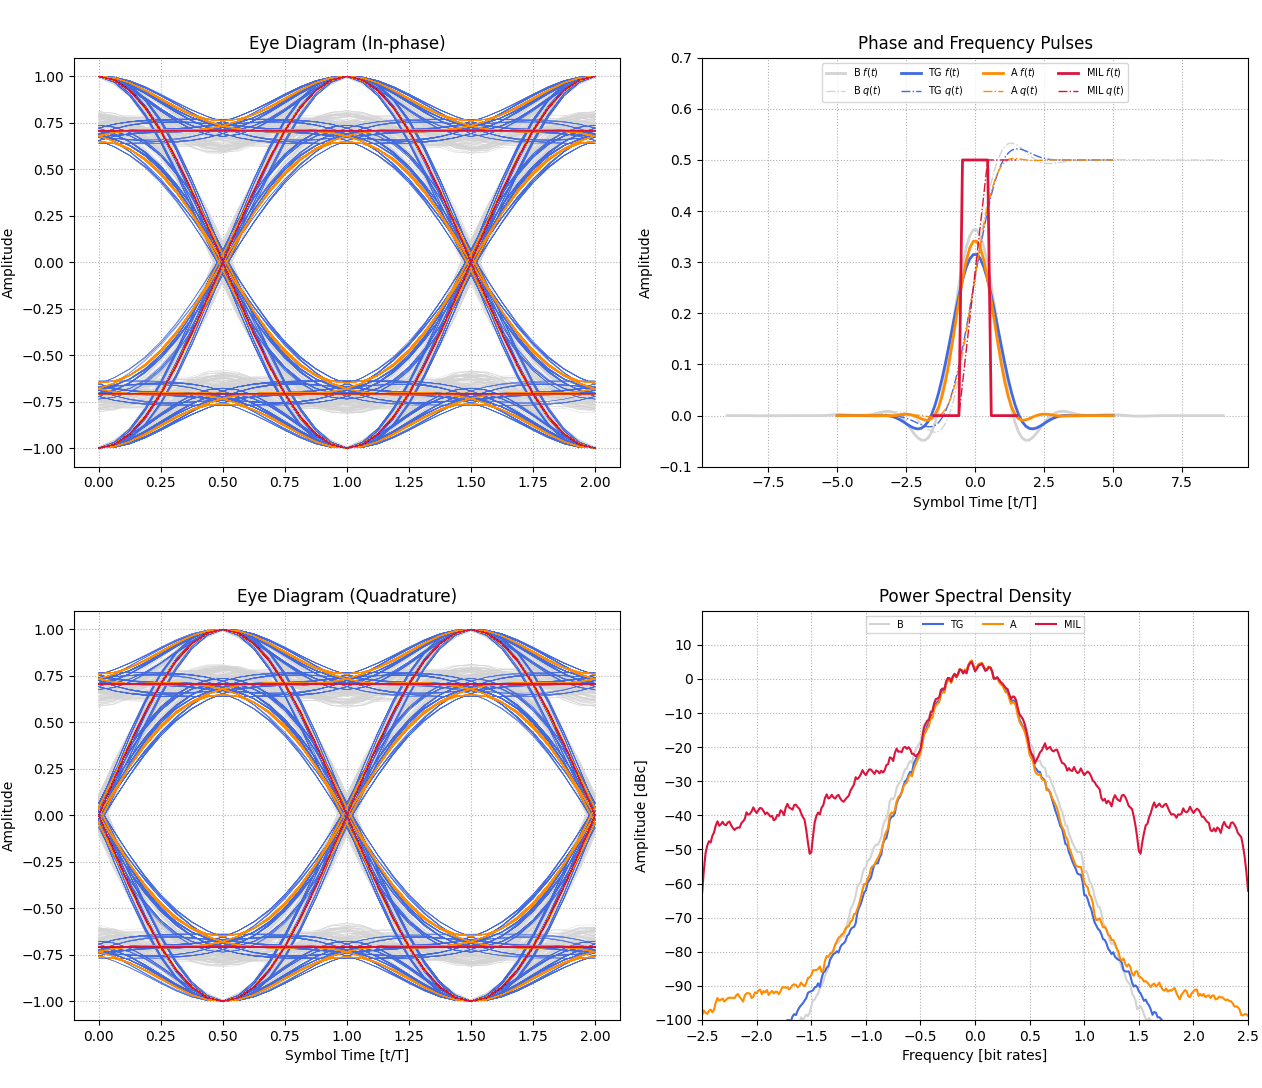 Eye Diagram (In-phase)
Amplitude
1.00
0.75
0.50
0.25
0.00
−0.25
−0.50
−0.75
−1.00
0.00 0.25 0.50 0.75 1.00 1.25 1.50 1.75 2.00
Phase and Frequency Pulses
B f(t) TG f(t) A f(t) MIL f(t)
B q(t) TG q(t) A q(t) MIL q(t)
Amplitude
0.7
0.6
0.5
0.4
0.3
0.2
0.1
0.0
−0.1
−7.5 −5.0 −2.5 0.0 2.5 5.0 7.5
Symbol Time [t/T]
Eye Diagram (Quadrature)
Amplitude
1.00
0.75
0.50
0.25
0.00
−0.25
−0.50
−0.75
−1.00
0.00 0.25 0.50 0.75 1.00 1.25 1.50 1.75 2.00
Symbol Time [t/T]
Power Spectral Density
B TG A MIL
Amplitude [dBc]
10
0
−10
−20
−30
−40
−50
−60
−70
−80
−90
−100
−2.5 −2.0 −1.5 −1.0 −0.5 0.0 0.5 1.0 1.5 2.0 2.5
Frequency [bit rates]